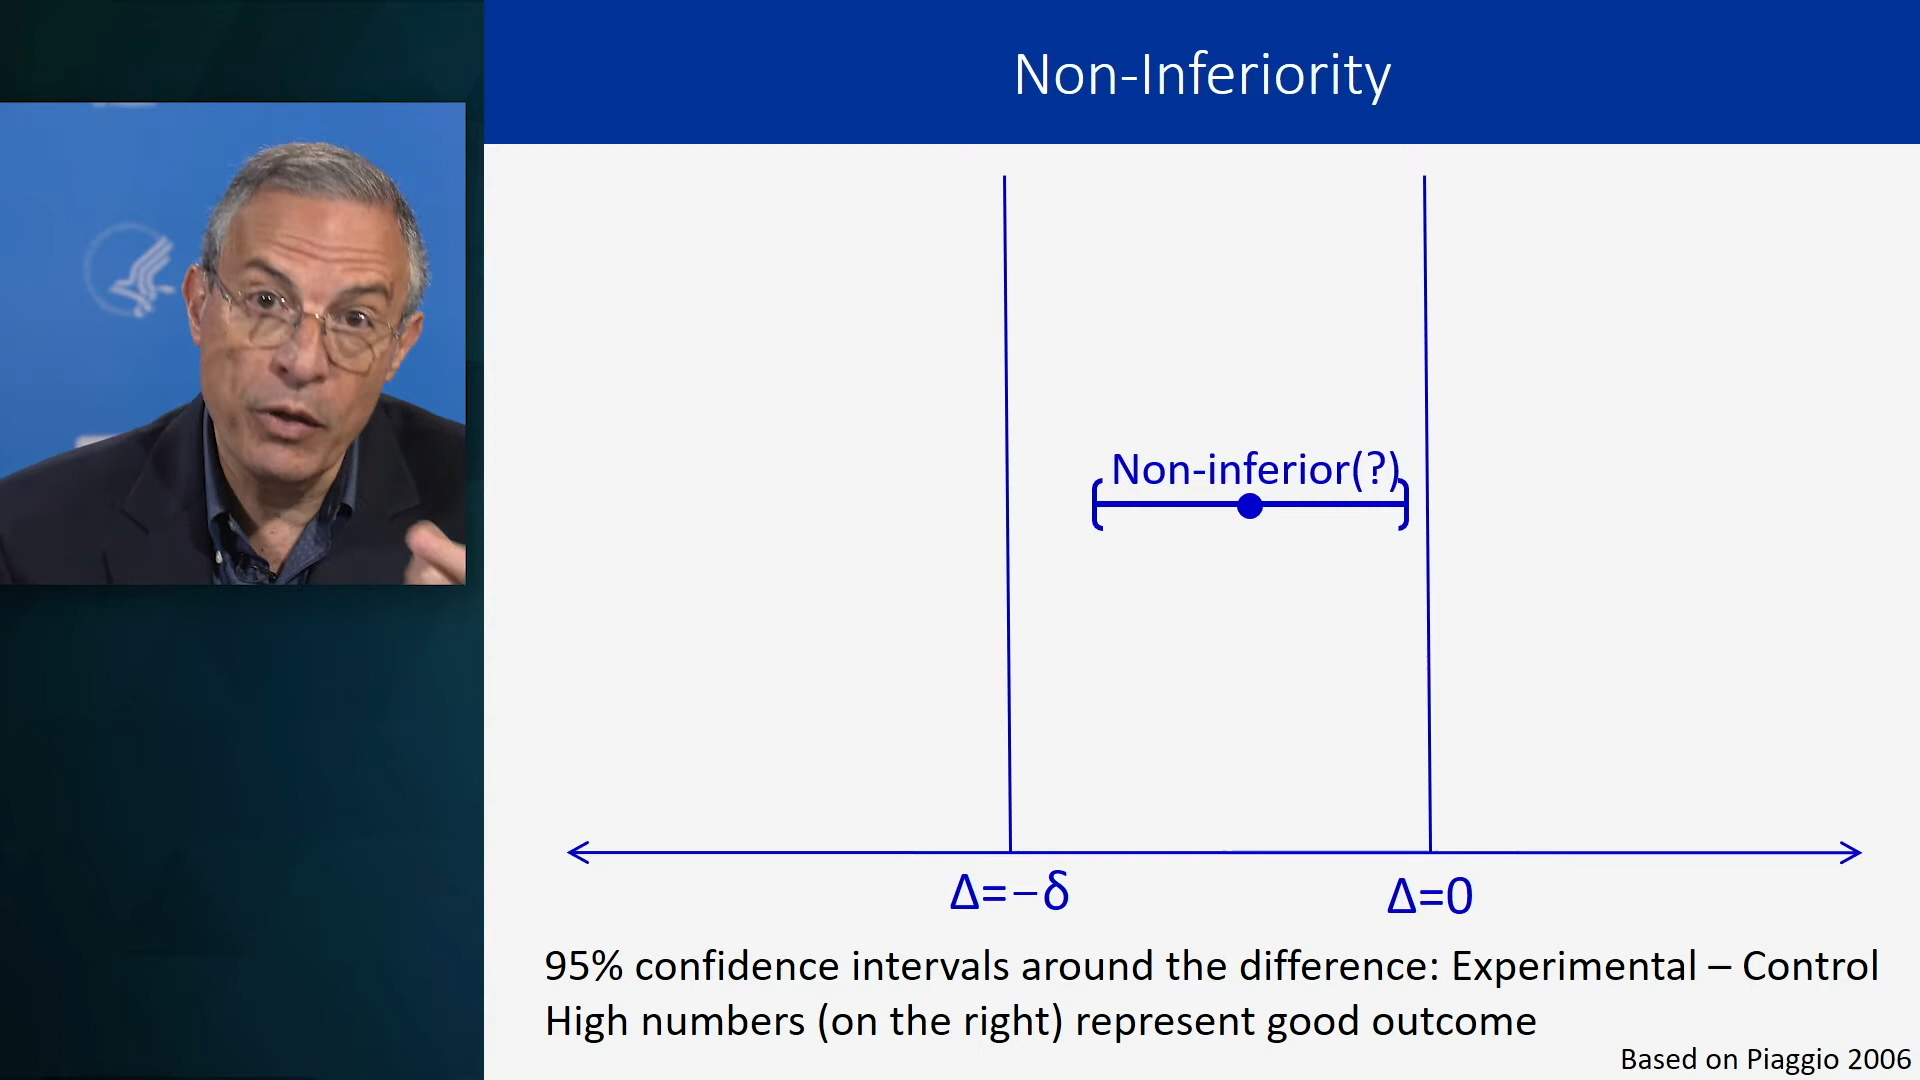 Non-Inferiority
Non-inferior(?)
Δ=−δ
Δ=0
95% confidence intervals around the difference: Experimental – Control
High numbers (on the right) represent good outcome
Based on Piaggio 2006